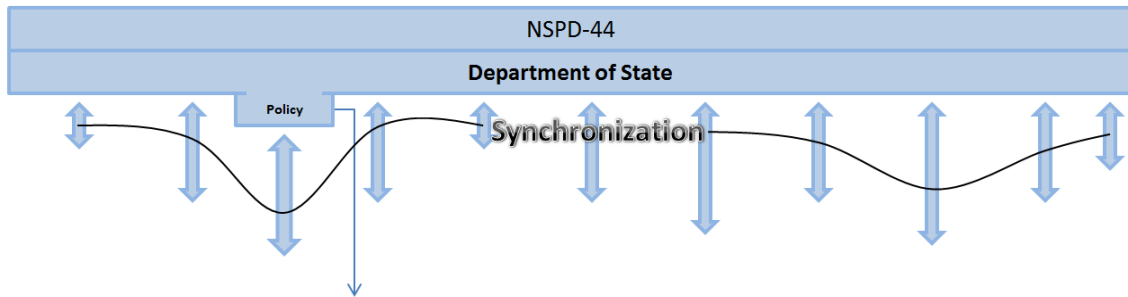 NSPD-44
Department of State
Policy
Synchronization